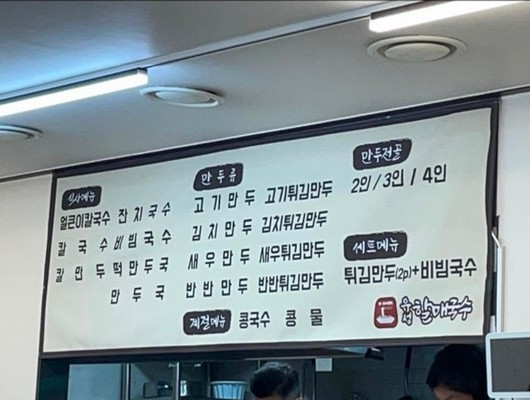 식사메뉴
얼큰이칼국수 잔치국수
칼국수 비빔국수
칼만두 떡만두국
만두국
만두류
고기만두 고기튀김만두
김치만두 김치튀김만두
새우만두 새우튀김만두
반반만두 반반튀김만두
계절메뉴 콩국수 콩물
만두전골
2인 / 3인 / 4인
세트메뉴
튀김만두(2p)+비빔국수
할매국수